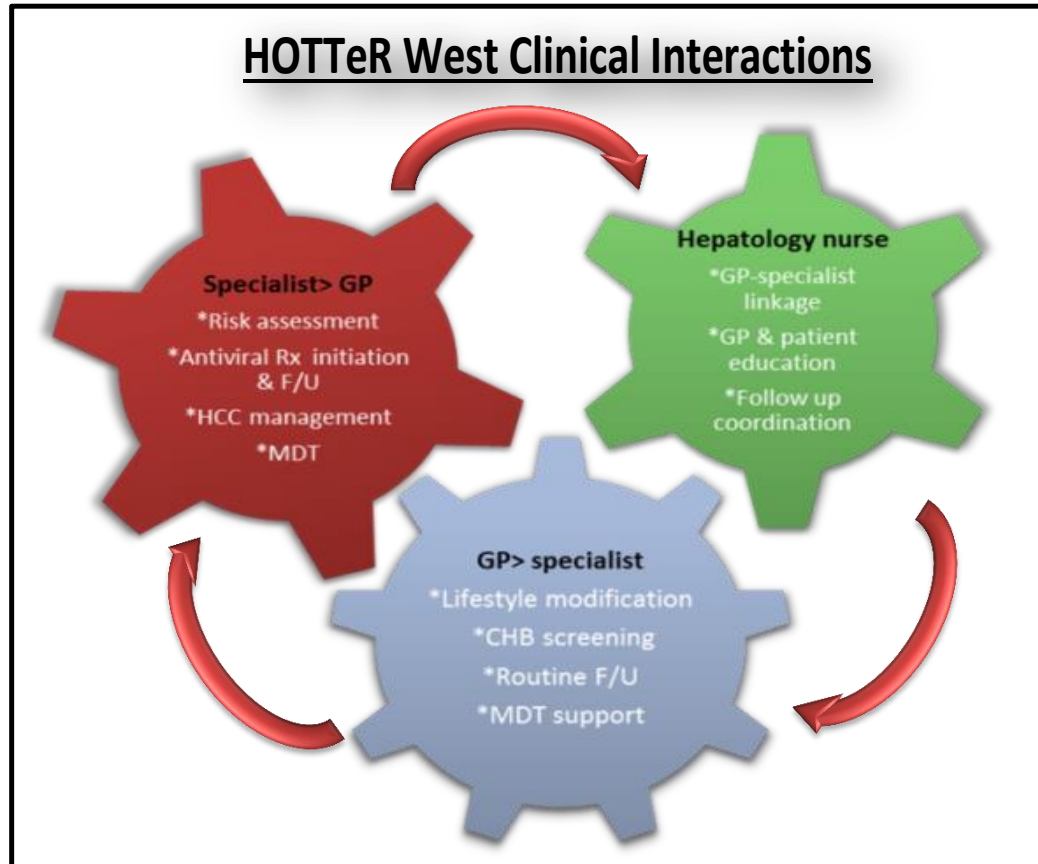 HOTTeR West Clinical Interactions
Specialist> GP
*Risk assessment
*Antiviral Rx initiation
& F/U
*HCC management
*MDT
Hepatology nurse
*GP-specialist
linkage
*GP & patient
education
*Follow up
coordination
GP> specialist
*Lifestyle modification
*CHB screening
*Routine F/U
*MDT support